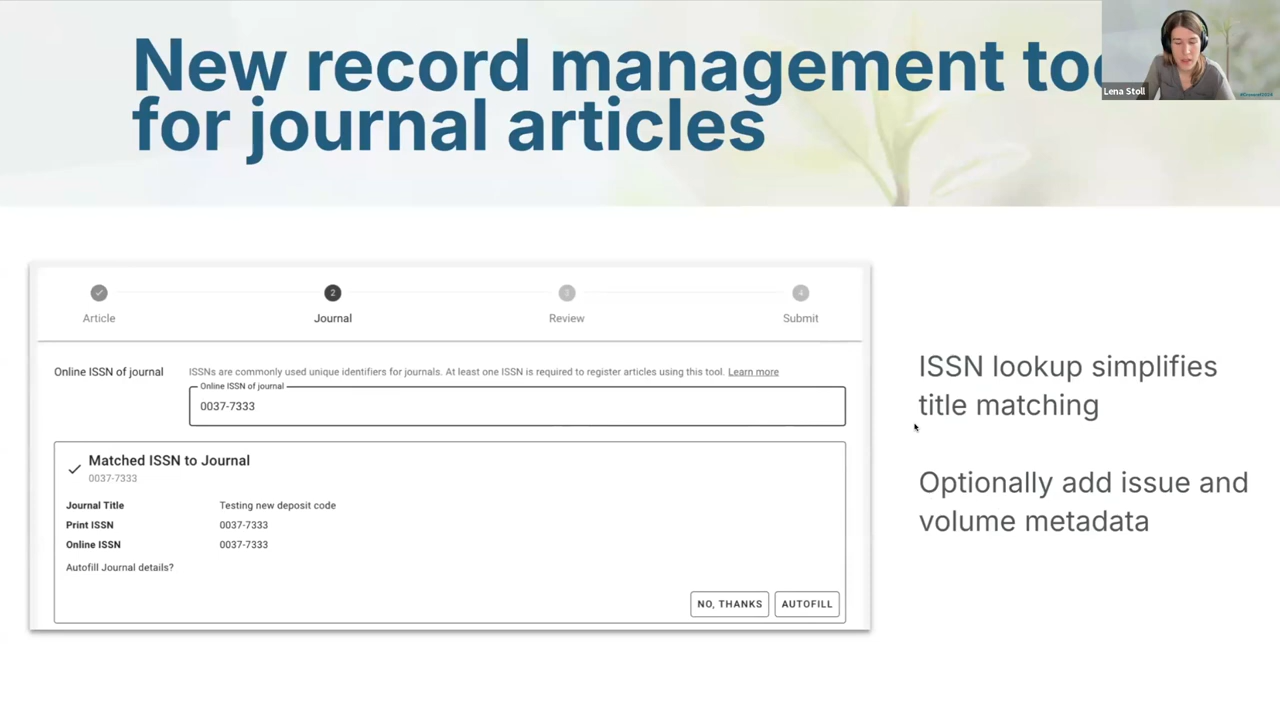 New record management too
for journal articles
Lena Stoll
Article
2
Journal
3
Review
4
Submit
Online ISSN of journal
ISSNs are commonly used unique identifiers for journals. At least one ISSN is required to register articles using this tool. Learn more
Online ISSN of journal
0037-7333
Matched ISSN to Journal
0037-7333
Journal Title Testing new deposit code
Print ISSN 0037-7333
Online ISSN 0037-7333
Autofill Journal details?
NO, THANKS AUTOFILL
ISSN lookup simplifies
title matching
Optionally add issue and
volume metadata